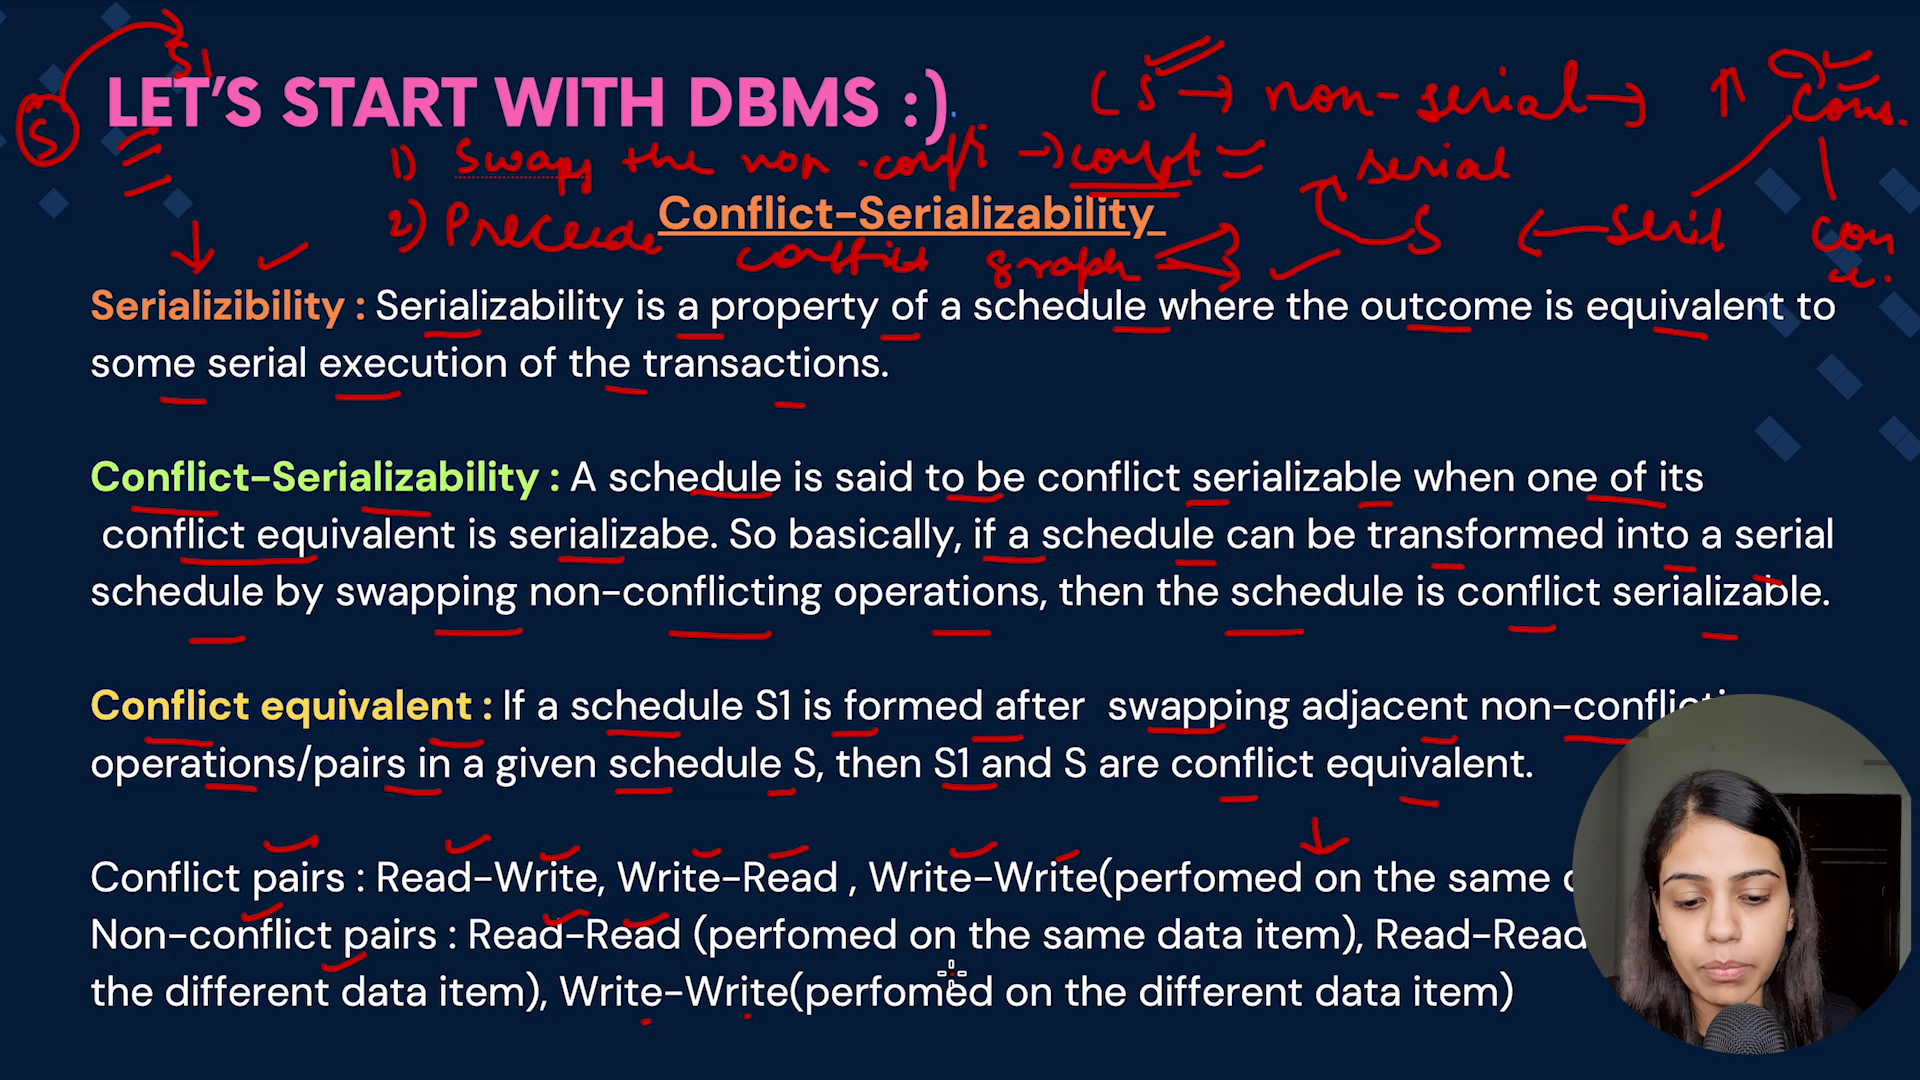 S1
S
LET'S START WITH DBMS :)
(S → non-serial → ↑ Cons.
1) Swapp the non-confli →
serial
2) Precede
Conflict-Serializability
S ← Seril
Con
conflict graph
Serializibility : Serializability is a property of a schedule where the outcome is equivalent to
some serial execution of the transactions.
Conflict-Serializability : A schedule is said to be conflict serializable when one of its
conflict equivalent is serializabe. So basically, if a schedule can be transformed into a serial
schedule by swapping non-conflicting operations, then the schedule is conflict serializable.
Conflict equivalent : If a schedule S1 is formed after swapping adjacent non-conflicti
operations/pairs in a given schedule S, then S1 and S are conflict equivalent.
Conflict pairs : Read-Write, Write-Read , Write-Write(perfomed on the same
Non-conflict pairs : Read-Read (perfomed on the same data item), Read-Read
the different data item), Write-Write(perfomed on the different data item)